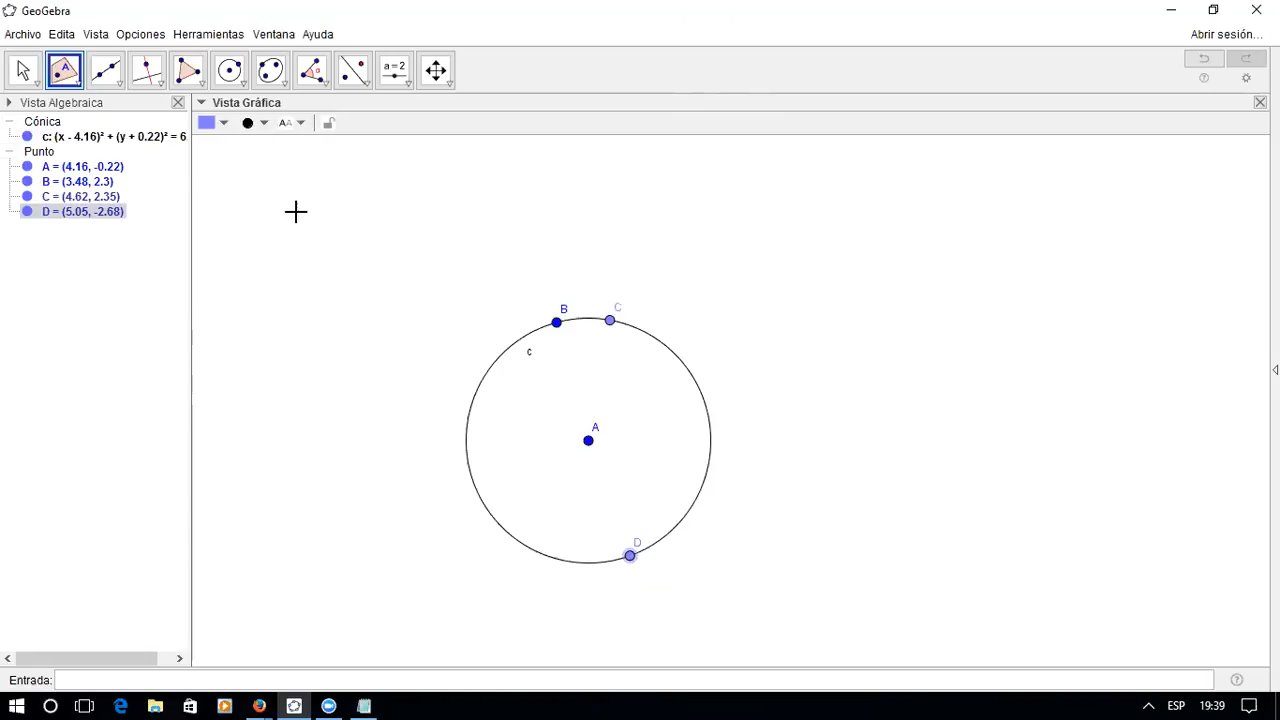 GeoGebra
Archivo Edita Vista Opciones Herramientas Ventana Ayuda
Abrir sesión...
A
α
a = 2
Vista Algebraica
Vista Gráfica
AA
Cónica
c: (x - 4.16)² + (y + 0.22)² = 6
Punto
A = (4.16, -0.22)
B = (3.48, 2.3)
C = (4.62, 2.35)
D = (5.05, -2.68)
B
C
c
A
D
Entrada:
ESP 19:39